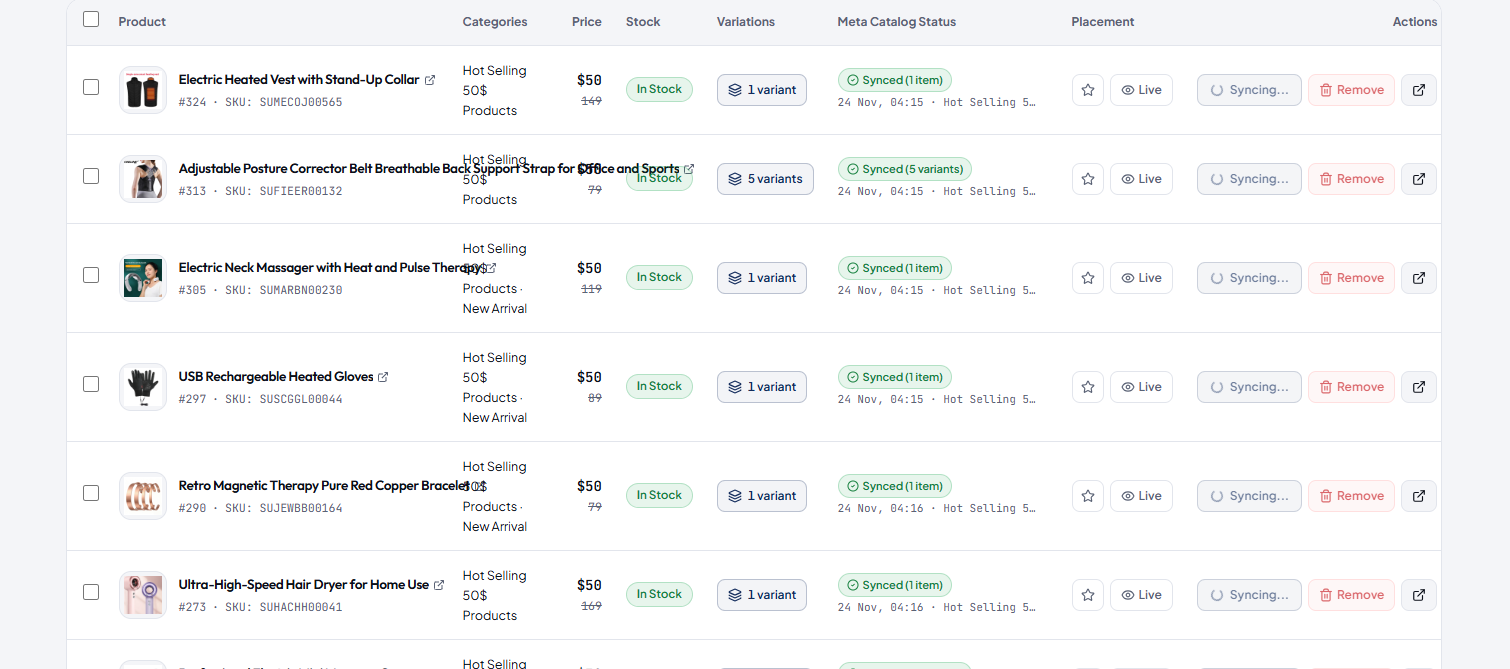 Product Categories Price Stock Variations Meta Catalog Status Placement Actions
Electric Heated Vest with Stand-Up Collar
#324 · SKU: SUMECOJ00565
Hot Selling
50$
Products
$50
149
In Stock
1 variant
Synced (1 item)
24 Nov, 04:15 · Hot Selling 5…
Live
Syncing...
Remove
Adjustable Posture Corrector Belt Breathable Back Support Strap for Office and Sports
#313 · SKU: SUFIEER00132
Hot Selling
50$
Products
$50
79
In Stock
5 variants
Synced (5 variants)
24 Nov, 04:15 · Hot Selling 5…
Live
Syncing...
Remove
Electric Neck Massager with Heat and Pulse Therapy
#305 · SKU: SUMARBN00230
Hot Selling
50$
Products ·
New Arrival
$50
119
In Stock
1 variant
Synced (1 item)
24 Nov, 04:15 · Hot Selling 5…
Live
Syncing...
Remove
USB Rechargeable Heated Gloves
#297 · SKU: SUSCGGL00044
Hot Selling
50$
Products ·
New Arrival
$50
89
In Stock
1 variant
Synced (1 item)
24 Nov, 04:15 · Hot Selling 5…
Live
Syncing...
Remove
Retro Magnetic Therapy Pure Red Copper Bracelet
#290 · SKU: SUJEWBB00164
Hot Selling
50$
Products ·
New Arrival
$50
79
In Stock
1 variant
Synced (1 item)
24 Nov, 04:16 · Hot Selling 5…
Live
Syncing...
Remove
Ultra-High-Speed Hair Dryer for Home Use
#273 · SKU: SUHACHH00041
Hot Selling
50$
Products
$50
169
In Stock
1 variant
Synced (1 item)
24 Nov, 04:16 · Hot Selling 5…
Live
Syncing...
Remove
Hot Selling